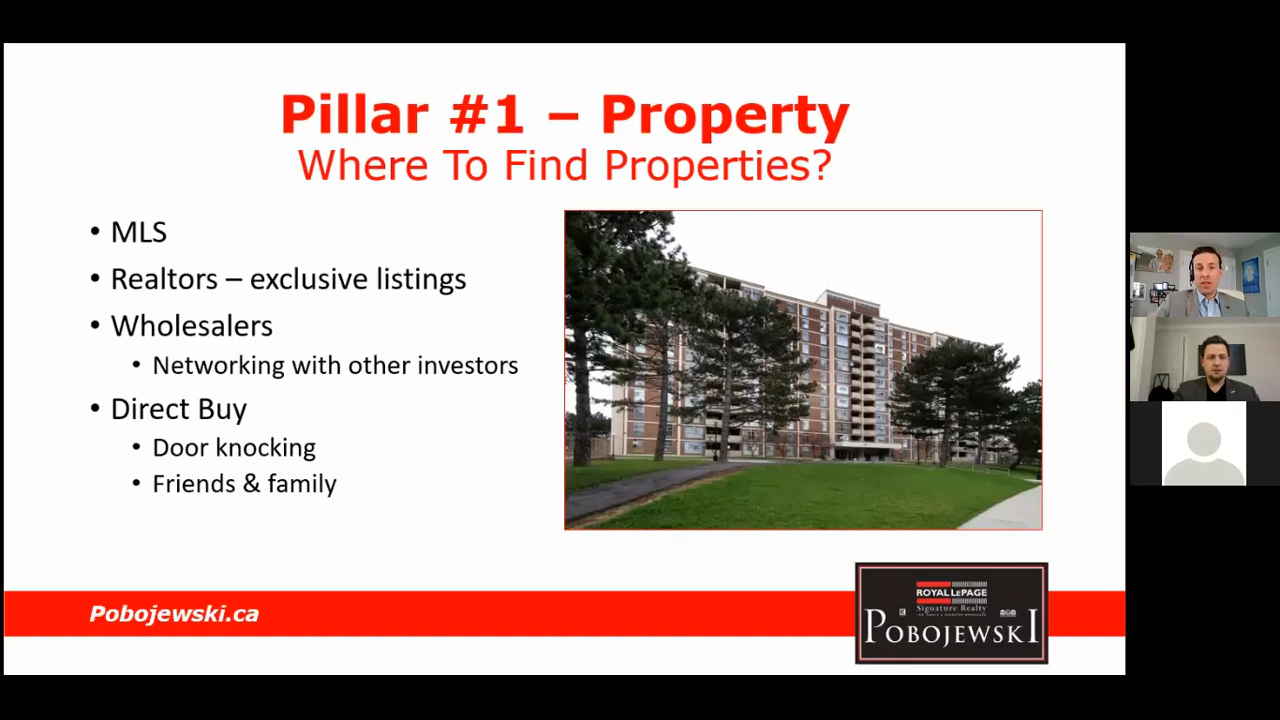 Pillar #1 – Property
Where To Find Properties?
• MLS
• Realtors – exclusive listings
• Wholesalers
• Networking with other investors
• Direct Buy
• Door knocking
• Friends & family
Pobojewski.ca
ROYAL LEPAGE
Signature Realty
POBOJEWSKI